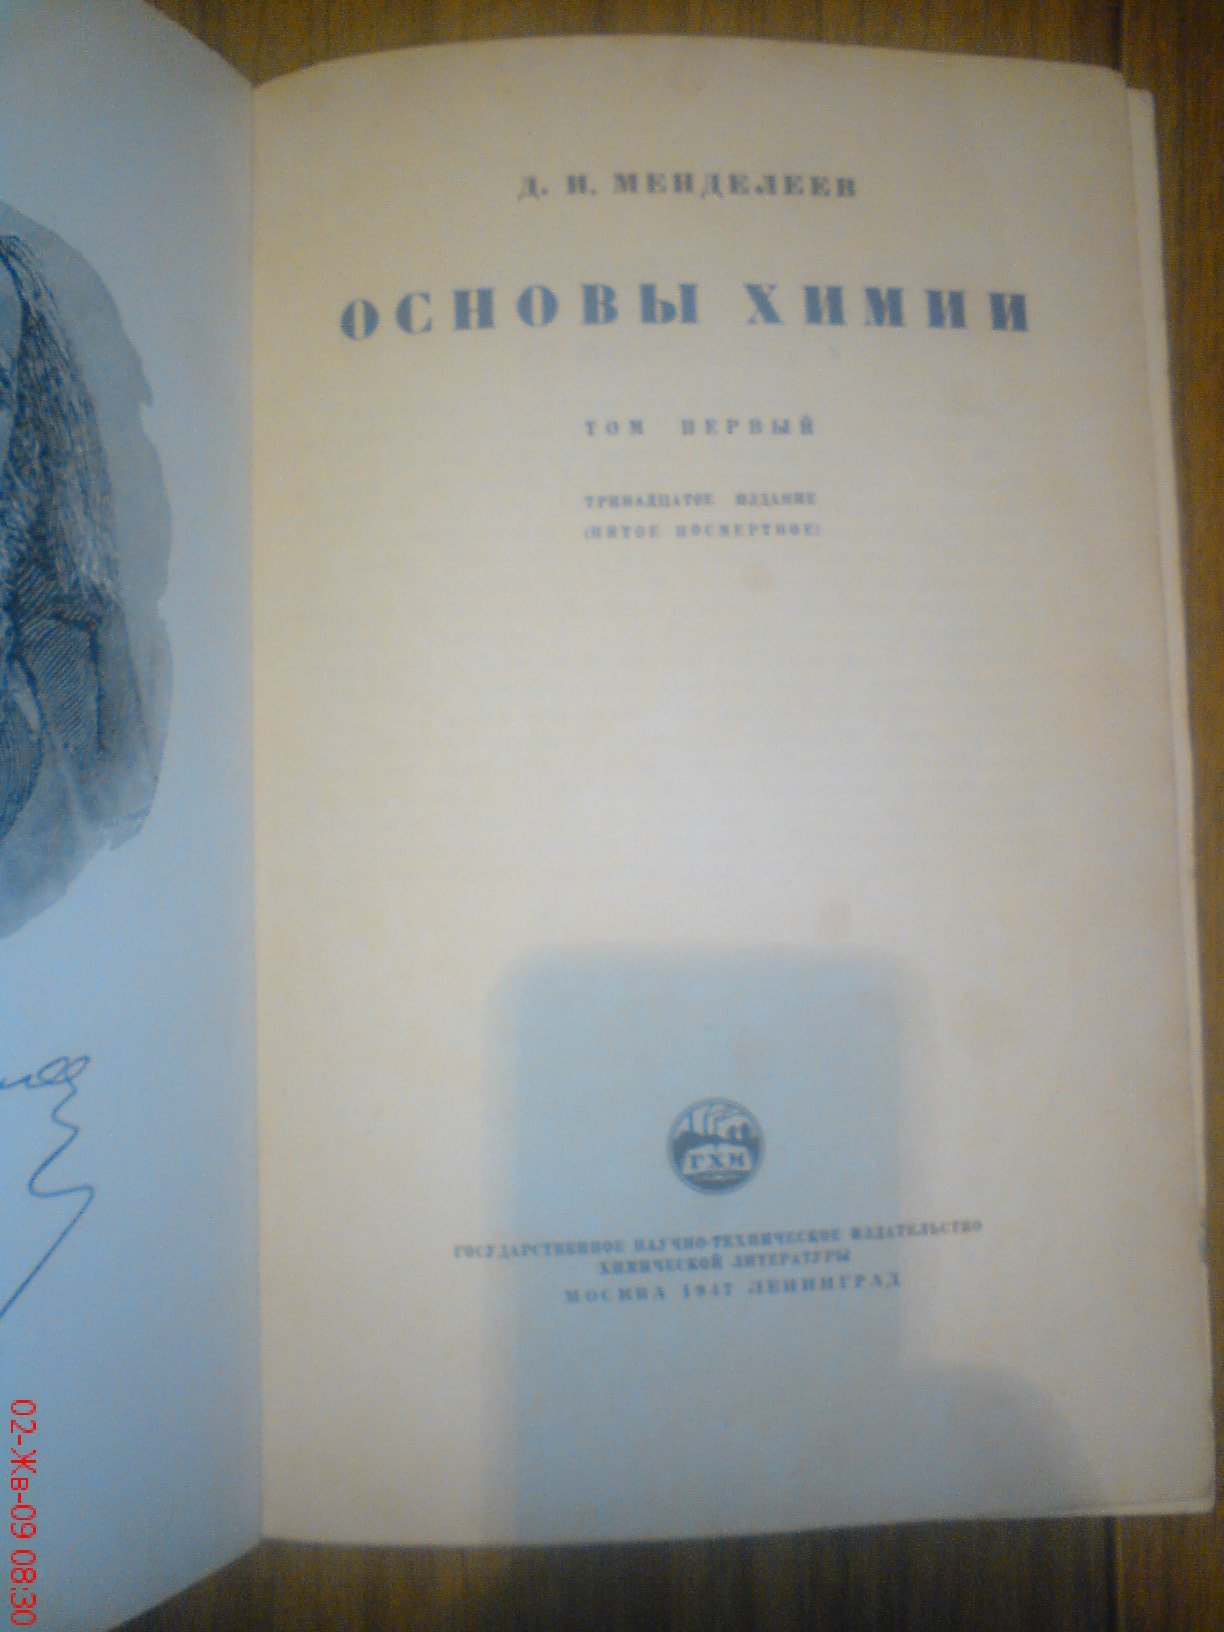 Д. И. МЕНДЕЛЕЕВ
ОСНОВЫ ХИМИИ
ТОМ ПЕРВЫЙ
ТРИНАДЦАТОЕ ИЗДАНИЕ
(ПЯТОЕ ПОСМЕРТНОЕ)
ГХИ
ГОСУДАРСТВЕННОЕ НАУЧНО-ТЕХНИЧЕСКОЕ ИЗДАТЕЛЬСТВО
ХИМИЧЕСКОЙ ЛИТЕРАТУРЫ
МОСКВА 1947 ЛЕНИНГРАД
02-Жв-09 08:30